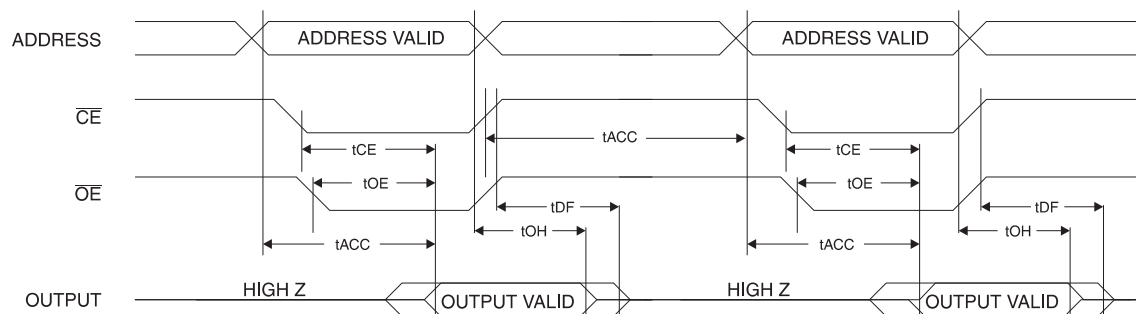 ADDRESS ADDRESS VALID ADDRESS VALID
CE
tACC
tCE tCE
OE tOE tOE
tDF tDF
tOH tOH
tACC tACC
OUTPUT HIGH Z OUTPUT VALID HIGH Z OUTPUT VALID